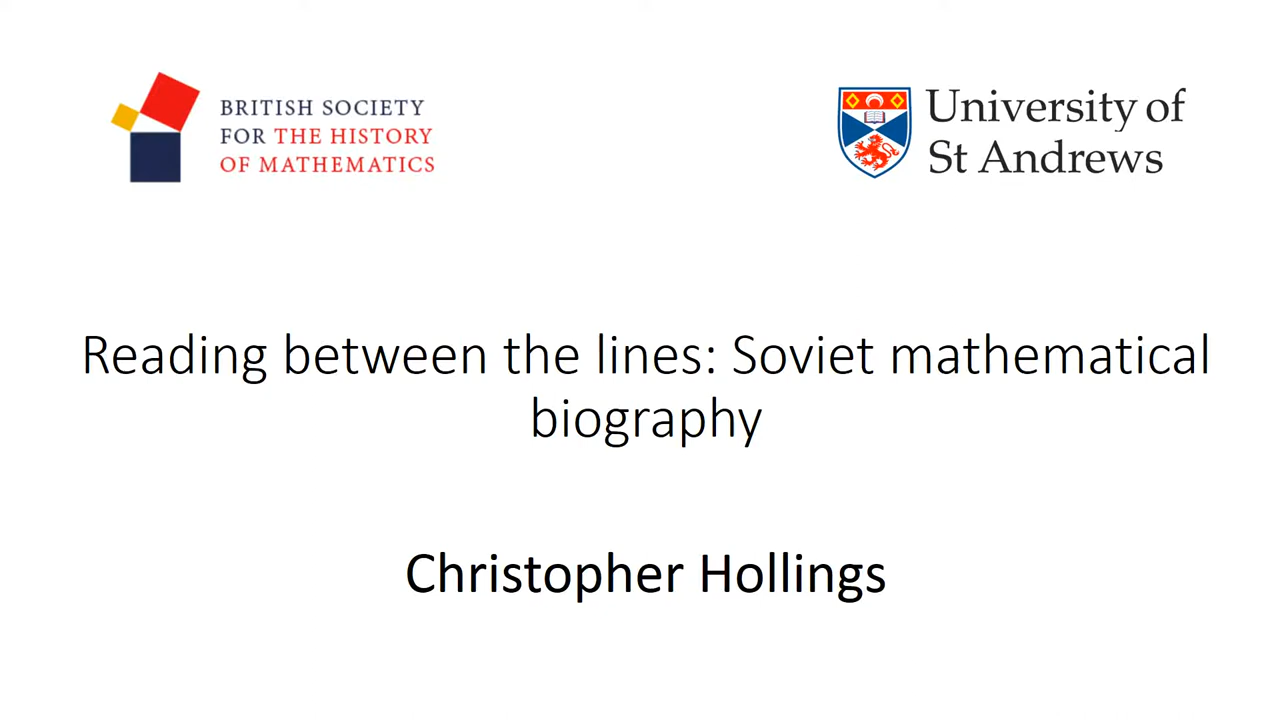 BRITISH SOCIETY
FOR THE HISTORY
OF MATHEMATICS
University of
St Andrews
Reading between the lines: Soviet mathematical
biography
Christopher Hollings